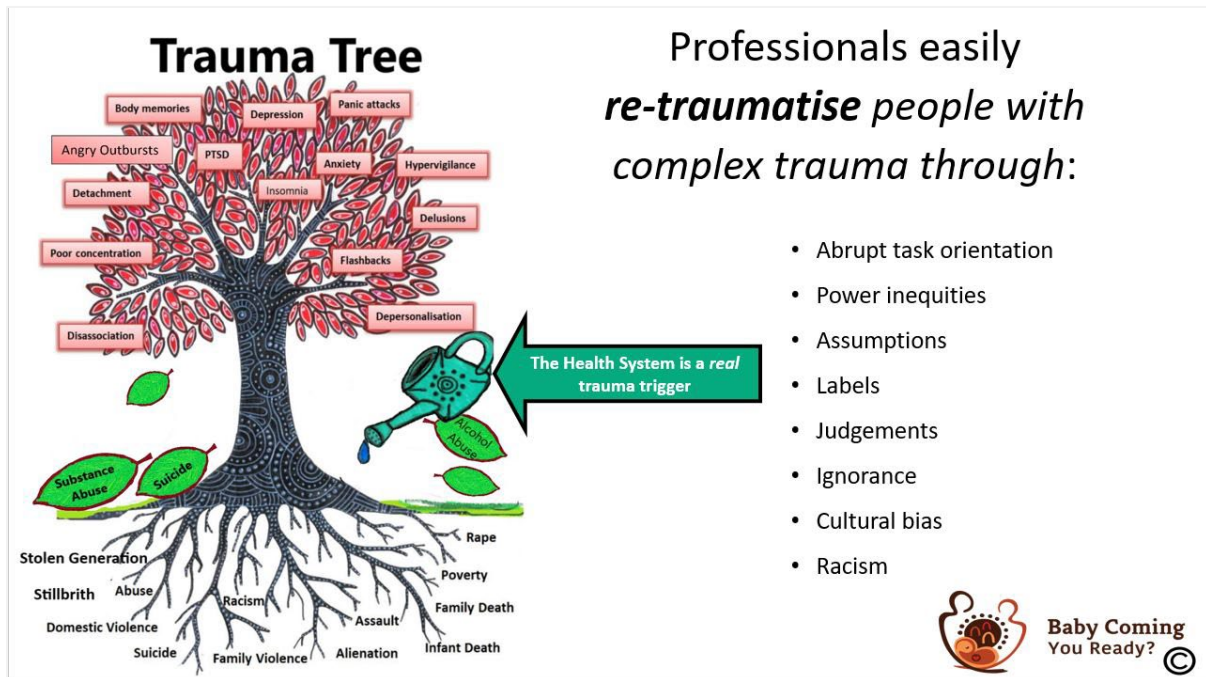 Trauma Tree
Body memories
Depression
Panic attacks
Angry Outbursts
PTSD
Anxiety
Hypervigilance
Detachment
Insomnia
Delusions
Poor concentration
Flashbacks
Disassociation
Depersonalisation
The Health System is a real
trauma trigger
Alcohol
Abuse
Substance
Abuse
Suicide
Stolen Generation
Rape
Stillbrith
Abuse
Racism
Poverty
Domestic Violence
Assault
Family Death
Suicide
Family Violence
Alienation
Infant Death
Professionals easily
re-traumatise people with
complex trauma through:
• Abrupt task orientation
• Power inequities
• Assumptions
• Labels
• Judgements
• Ignorance
• Cultural bias
• Racism
Baby Coming
You Ready?
©